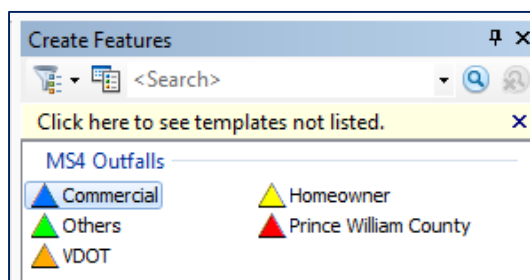 Create Features
<Search>
Click here to see templates not listed.
MS4 Outfalls
Commercial Homeowner
Others Prince William County
VDOT